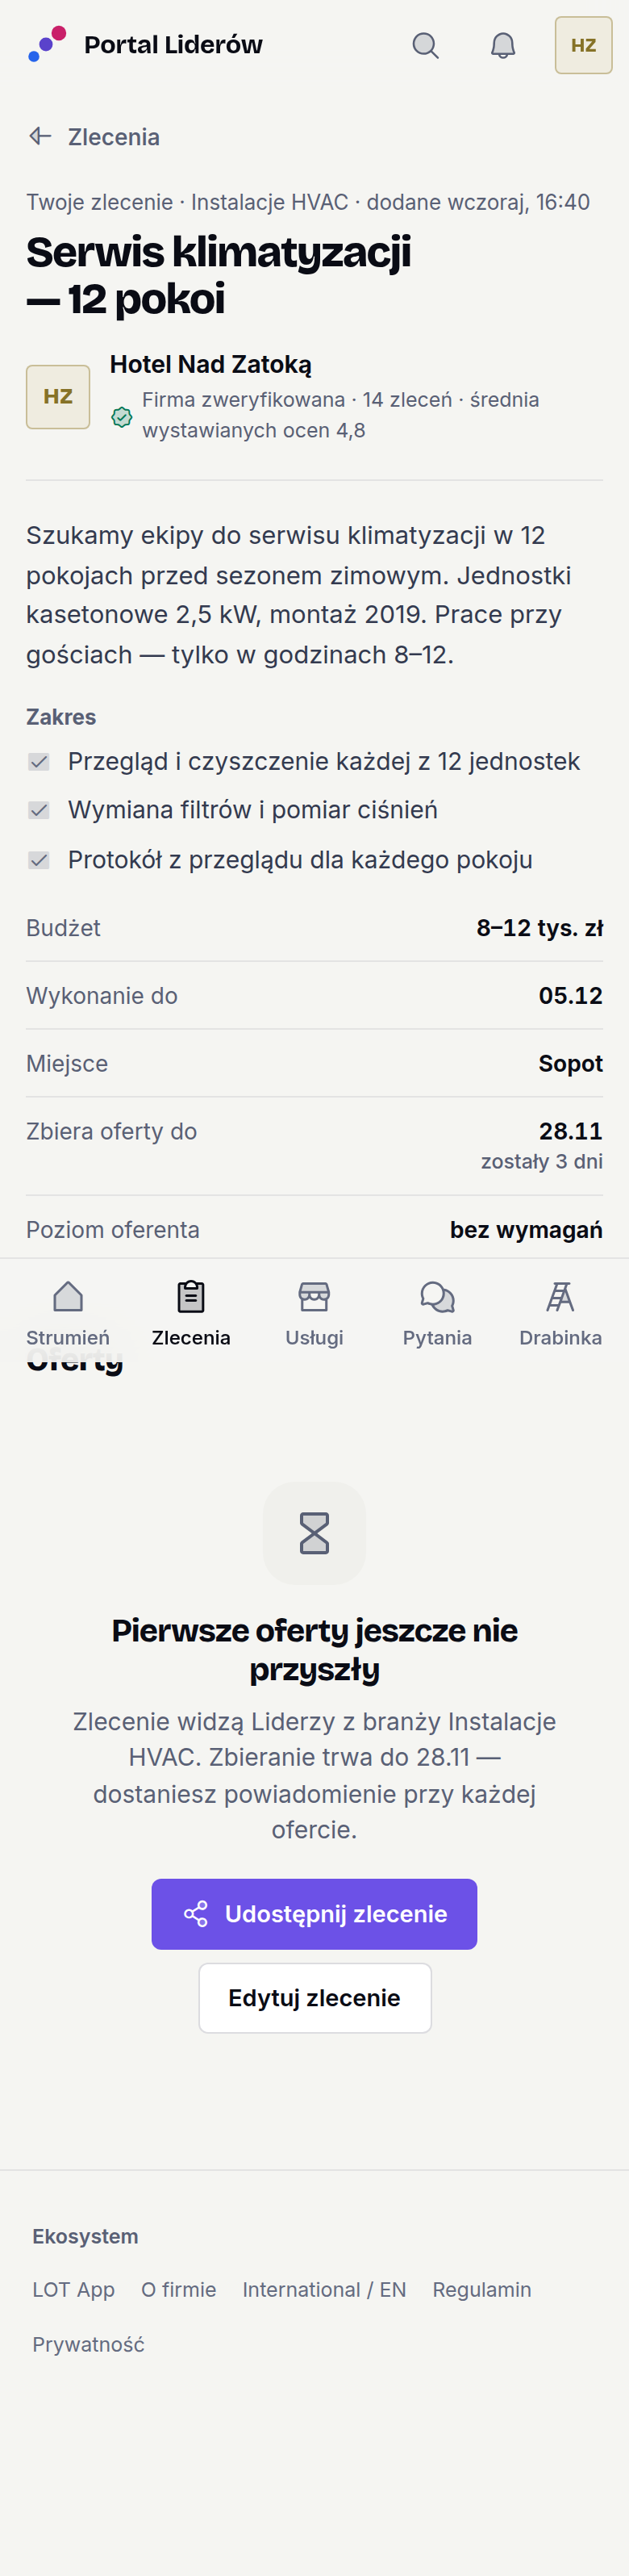 Portal Liderów
HZ
Zlecenia
Twoje zlecenie · Instalacje HVAC · dodane wczoraj, 16:40
Serwis klimatyzacji
— 12 pokoi
HZ
Hotel Nad Zatoką
Firma zweryfikowana · 14 zleceń · średnia
wystawianych ocen 4,8
Szukamy ekipy do serwisu klimatyzacji w 12
pokojach przed sezonem zimowym. Jednostki
kasetonowe 2,5 kW, montaż 2019. Prace przy
gościach — tylko w godzinach 8–12.
Zakres
Przegląd i czyszczenie każdej z 12 jednostek
Wymiana filtrów i pomiar ciśnień
Protokół z przeglądu dla każdego pokoju
Budżet 8–12 tys. zł
Wykonanie do 05.12
Miejsce Sopot
Zbiera oferty do 28.11
zostały 3 dni
Poziom oferenta bez wymagań
Strumień Zlecenia Usługi Pytania Drabinka
Oferty
Pierwsze oferty jeszcze nie
przyszły
Zlecenie widzą Liderzy z branży Instalacje
HVAC. Zbieranie trwa do 28.11 —
dostaniesz powiadomienie przy każdej
ofercie.
Udostępnij zlecenie
Edytuj zlecenie
Ekosystem
LOT App O firmie International / EN Regulamin
Prywatność